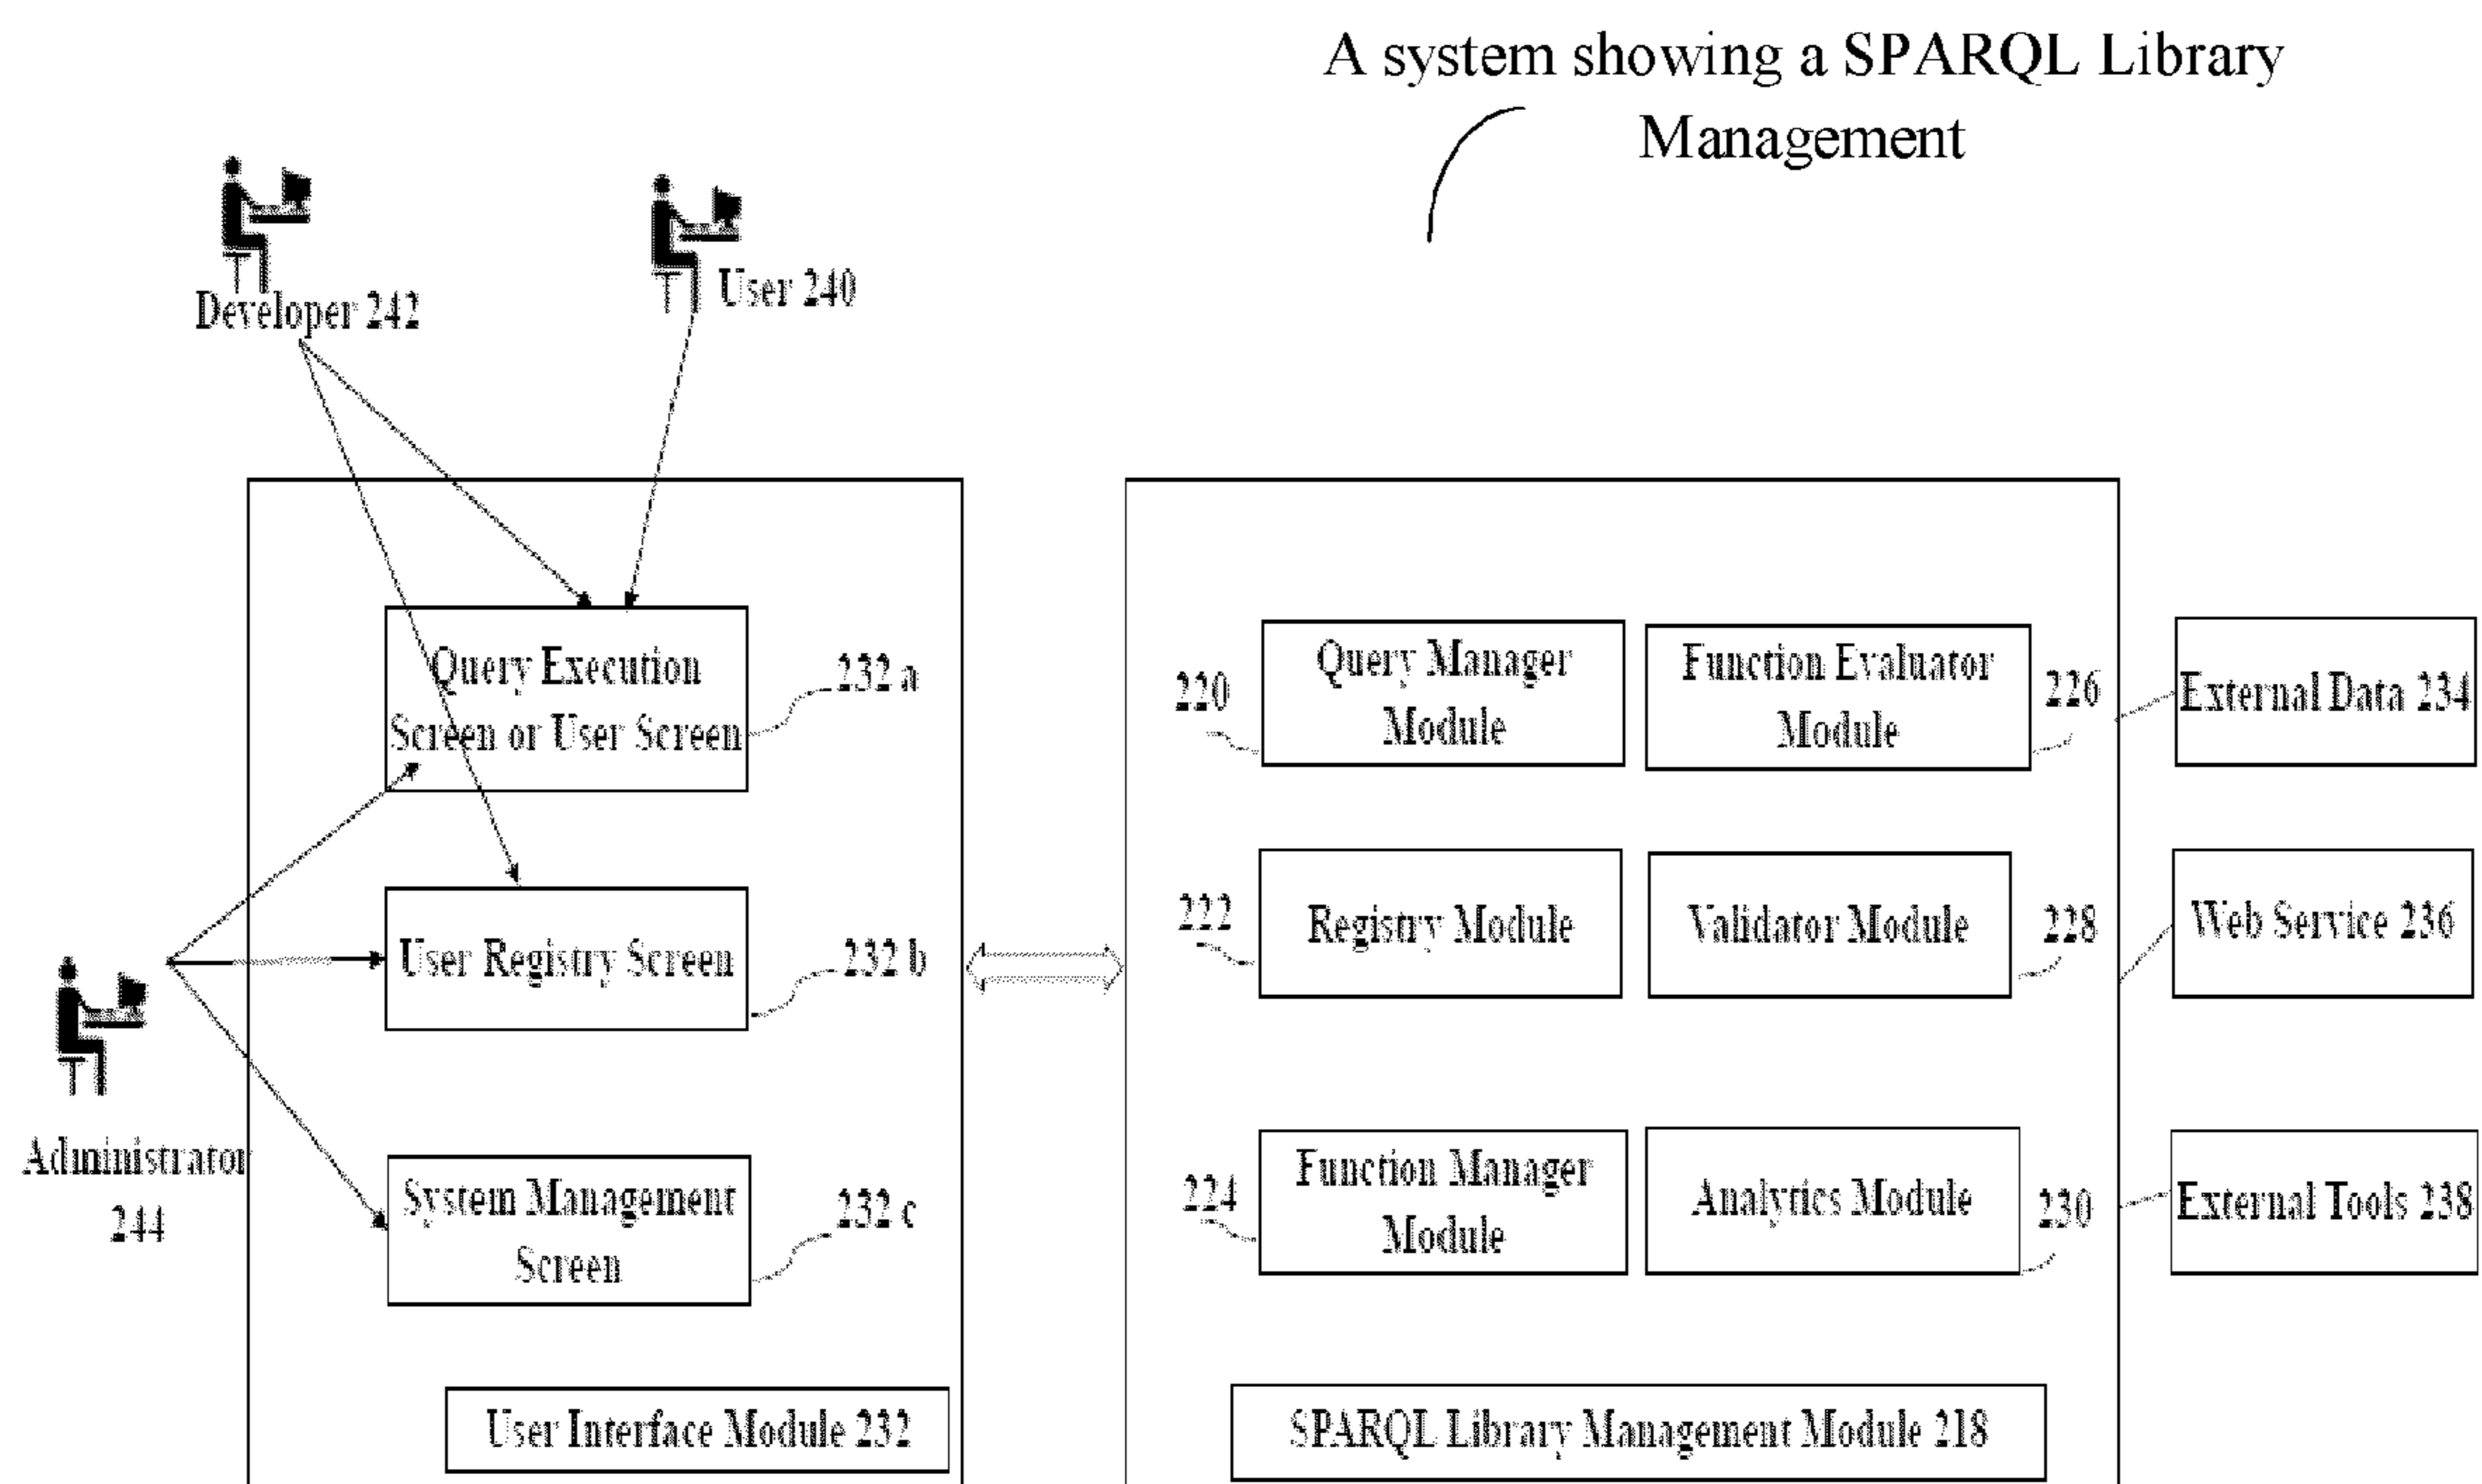 A system showing a SPARQL Library
Management
Developer 242
User 240
Query Execution
Screen or User Screen
232 a
User Registry Screen
232 b
System Management
Screen
232 c
Administrator
244
User Interface Module 232
220
Query Manager
Module
Function Evaluator
Module
226
222
Registry Module
Validator Module
228
224
Function Manager
Module
Analytics Module
230
SPARQL Library Management Module 218
External Data 234
Web Service 236
External Tools 238